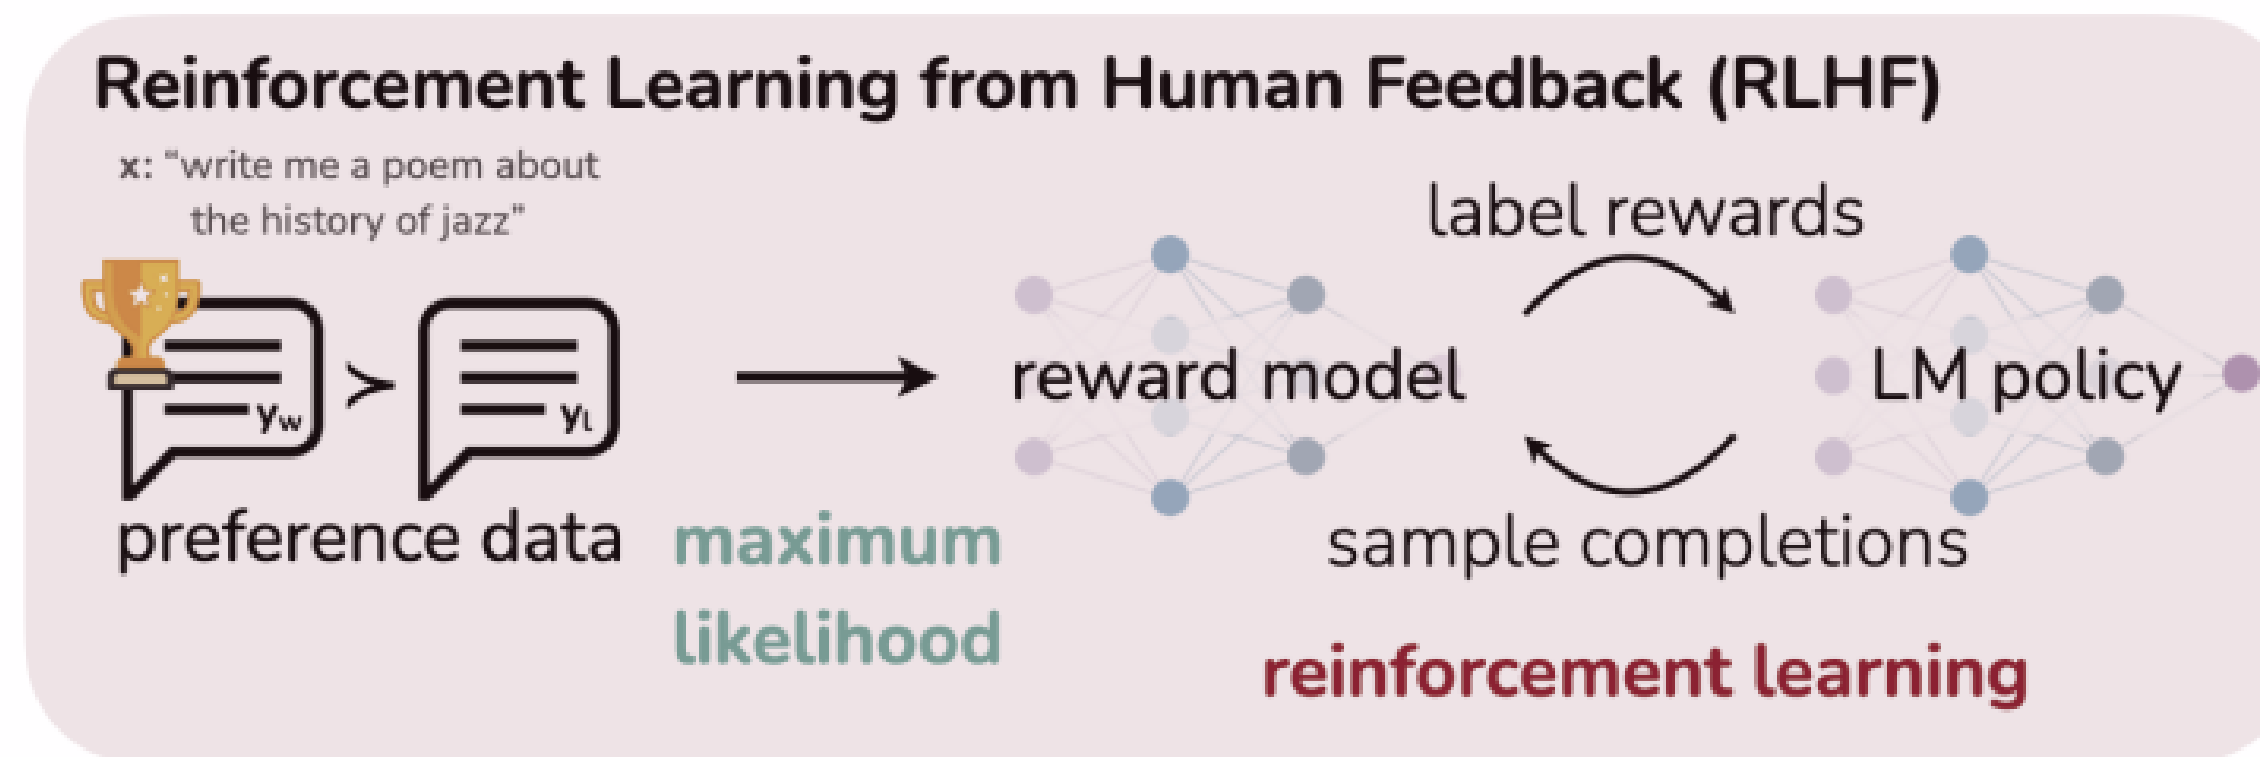 Reinforcement Learning from Human Feedback (RLHF)
x: “write me a poem about
the history of jazz”
label rewards
reward model
LM policy
yw
>
yl
preference data
sample completions
maximum
likelihood
reinforcement learning